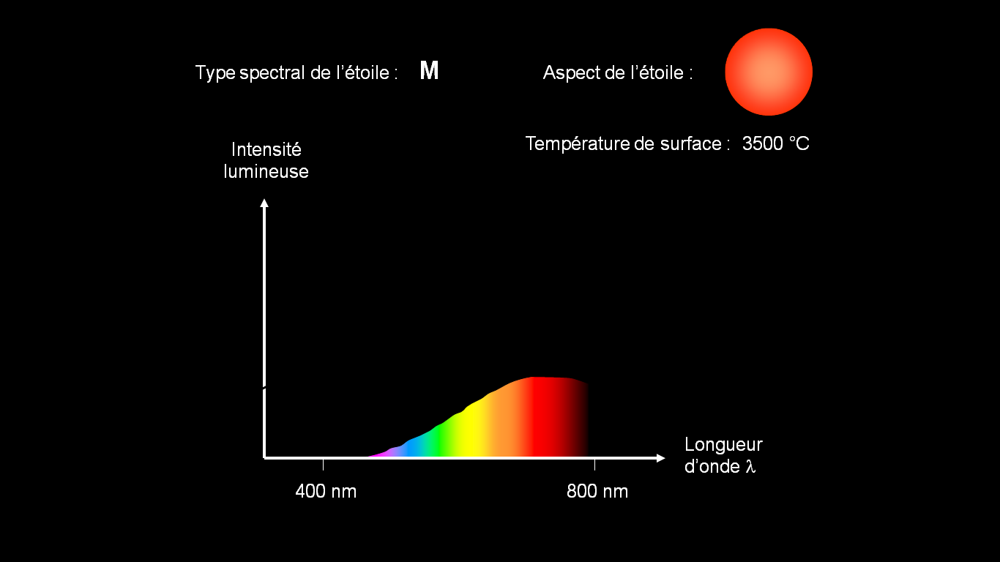 Type spectral de l’étoile : M
Aspect de l’étoile :
Température de surface : 3500 °C
Intensité
lumineuse
Longueur
d’onde λ
400 nm
800 nm